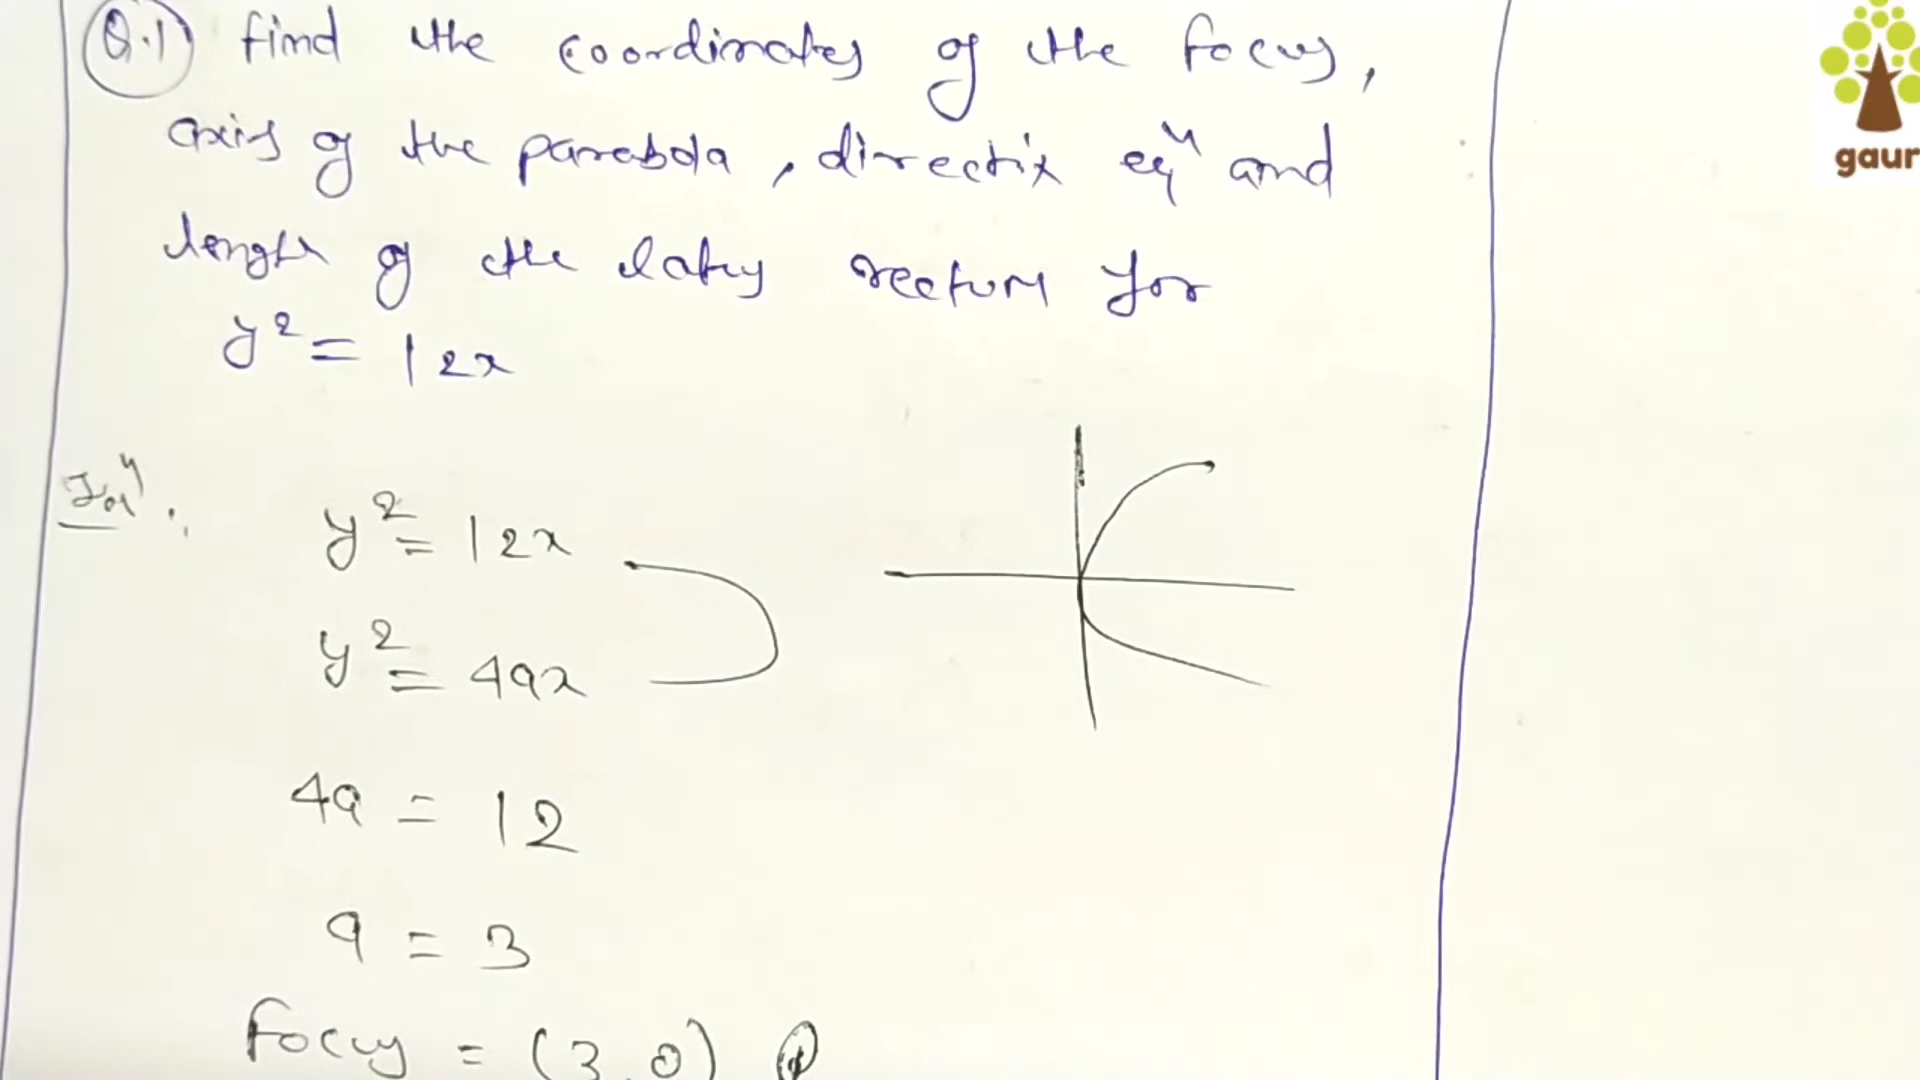 Q.1 find the coordinates of the focus,
axis of the parabola, directix eqⁿ and
length of the latus rectum for
y² = 12x
Solⁿ:
y² = 12x
y² = 4ax
4a = 12
a = 3
focus = (3,0)
gaur